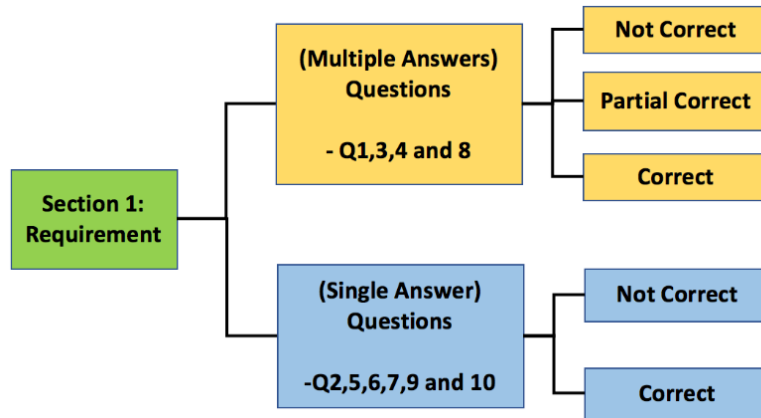 Section 1:
Requirement
(Multiple Answers)
Questions
- Q1,3,4 and 8
Not Correct
Partial Correct
Correct
(Single Answer)
Questions
-Q2,5,6,7,9 and 10
Not Correct
Correct